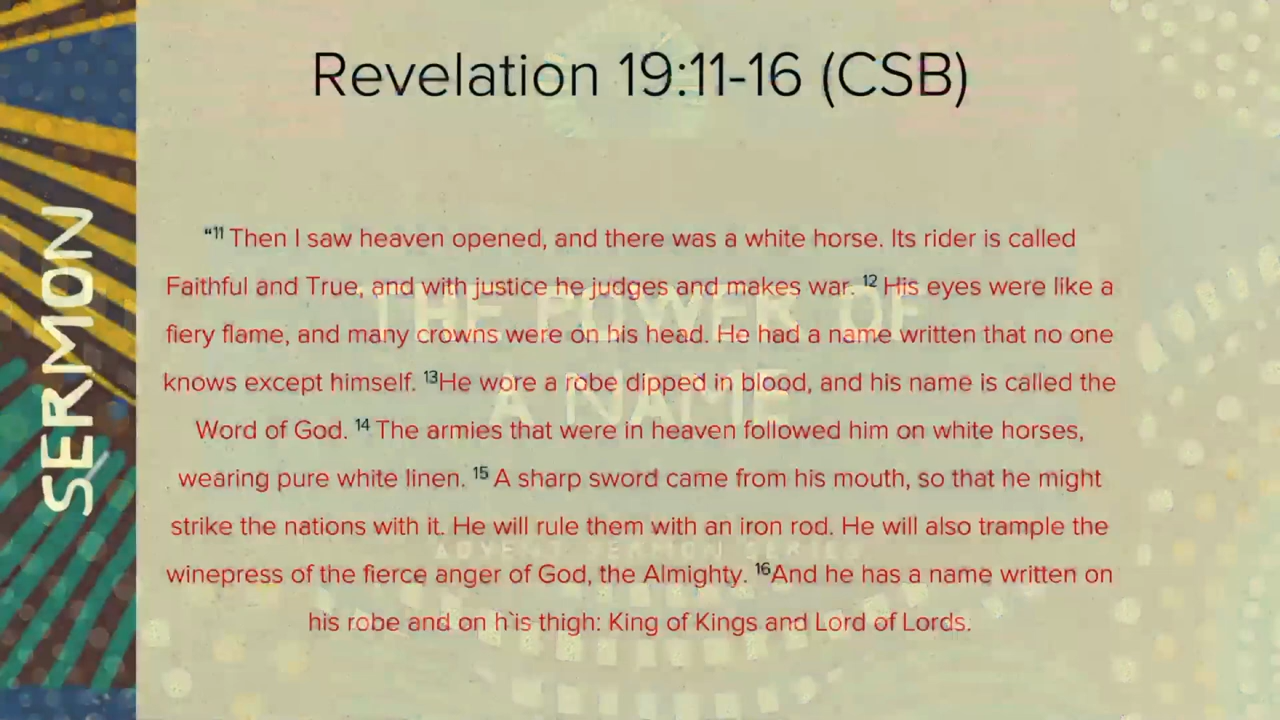 Revelation 19:11-16 (CSB)
SERMON
“11 Then I saw heaven opened, and there was a white horse. Its rider is called
Faithful and True, and with justice he judges and makes war. 12 His eyes were like a
fiery flame, and many crowns were on his head. He had a name written that no one
knows except himself. 13He wore a robe dipped in blood, and his name is called the
Word of God. 14 The armies that were in heaven followed him on white horses,
wearing pure white linen. 15 A sharp sword came from his mouth, so that he might
strike the nations with it. He will rule them with an iron rod. He will also trample the
winepress of the fierce anger of God, the Almighty. 16And he has a name written on
his robe and on h`is thigh: King of Kings and Lord of Lords.
THE POWER OF
A NAME
ADVENT SERMON SERIES